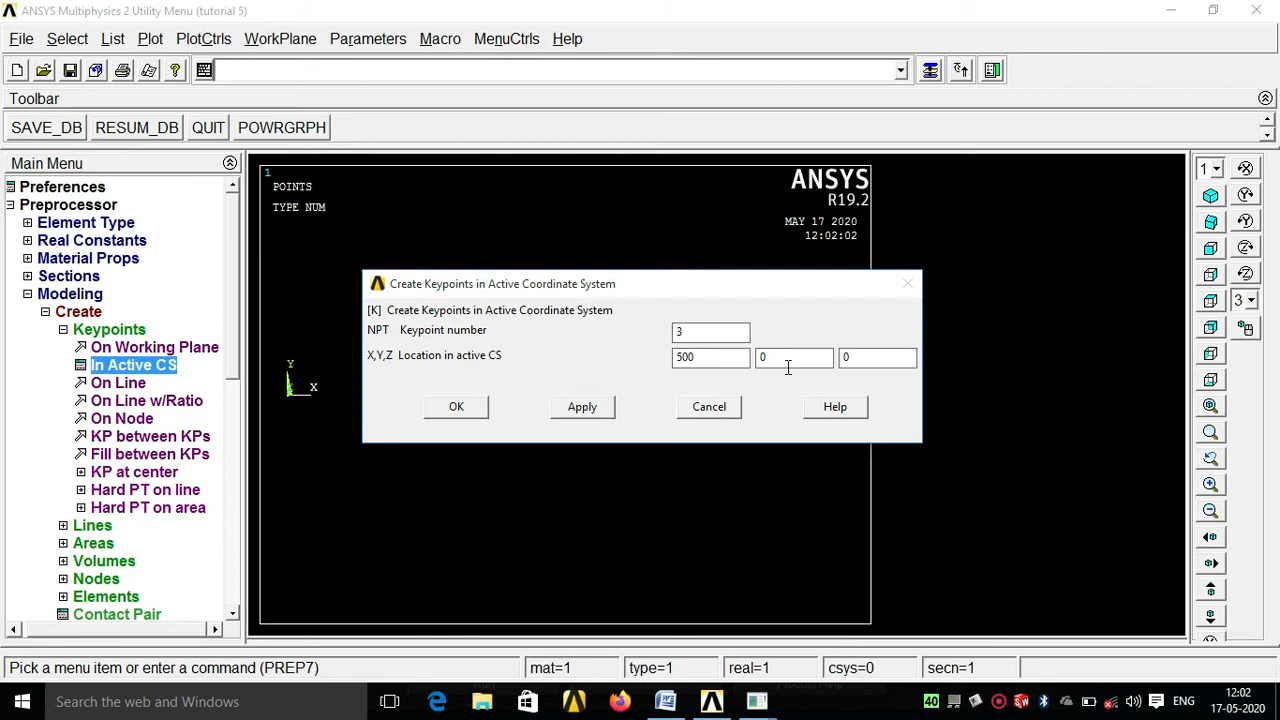 ANSYS Multiphysics 2 Utility Menu (tutorial 5)
File Select List Plot PlotCtrls WorkPlane Parameters Macro MenuCtrls Help
Toolbar
SAVE_DB RESUM_DB QUIT POWRGRPH
Main Menu
Preferences
Preprocessor
Element Type
Real Constants
Material Props
Sections
Modeling
Create
Keypoints
On Working Plane
In Active CS
On Line
On Line w/Ratio
On Node
KP between KPs
Fill between KPs
KP at center
Hard PT on line
Hard PT on area
Lines
Areas
Volumes
Nodes
Elements
Contact Pair
1
POINTS
TYPE NUM
ANSYS
R19.2
MAY 17 2020
12:02:02
Y
X
Create Keypoints in Active Coordinate System
[K] Create Keypoints in Active Coordinate System
NPT Keypoint number 3
X,Y,Z Location in active CS 500 0 0
OK Apply Cancel Help
1
3
Pick a menu item or enter a command (PREP7) mat=1 type=1 real=1 csys=0 secn=1
Search the web and Windows
40
ENG
12:02
17-05-2020